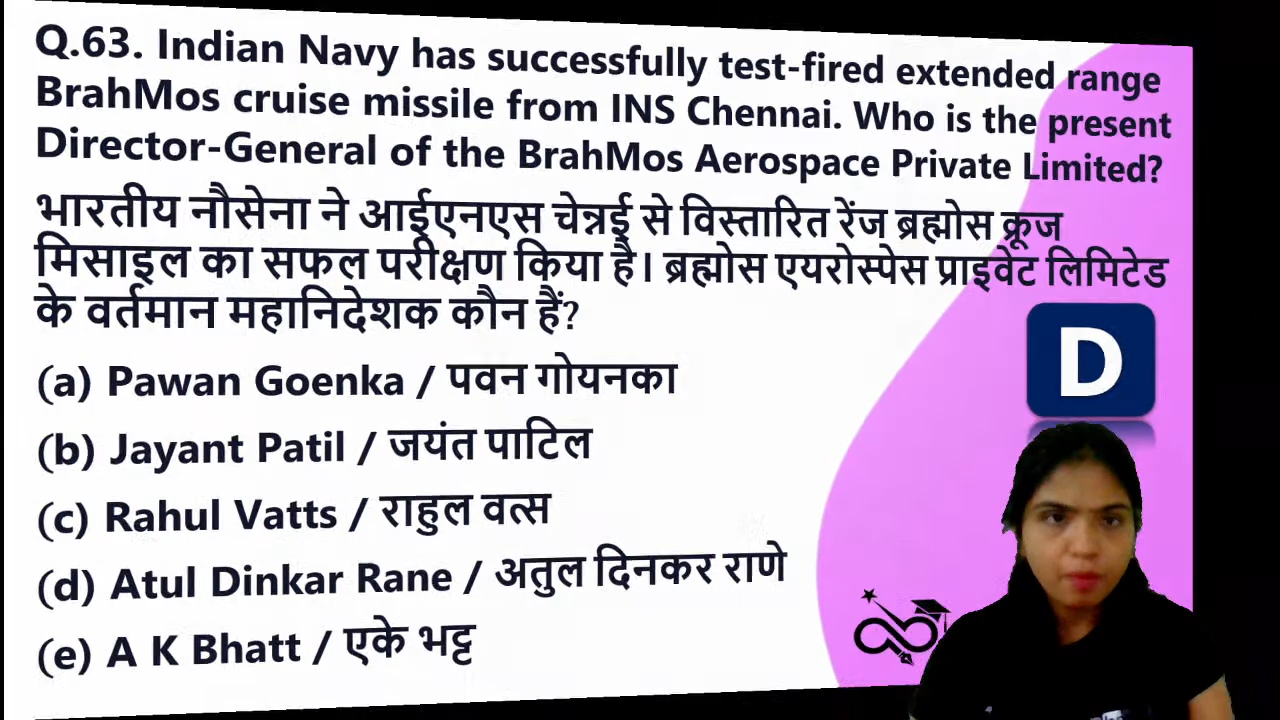 Q.63. Indian Navy has successfully test-fired extended range
BrahMos cruise missile from INS Chennai. Who is the present
Director-General of the BrahMos Aerospace Private Limited?
भारतीय नौसेना ने आईएनएस चेन्नई से विस्तारित रेंज ब्रह्मोस क्रूज
मिसाइल का सफल परीक्षण किया है। ब्रह्मोस एयरोस्पेस प्राइवेट लिमिटेड
के वर्तमान महानिदेशक कौन हैं?
D
(a) Pawan Goenka / पवन गोयनका
(b) Jayant Patil / जयंत पाटिल
(c) Rahul Vatts / राहुल वत्स
(d) Atul Dinkar Rane / अतुल दिनकर राणे
(e) A K Bhatt / एके भट्ट